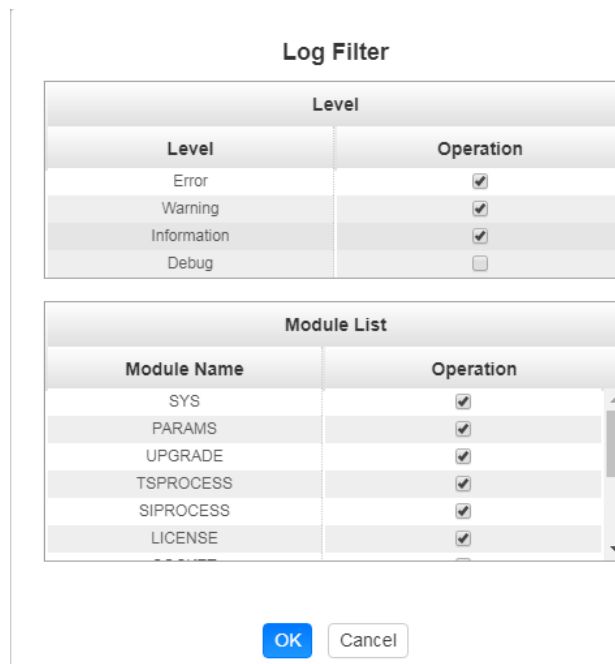 Log Filter
Level
Level Operation
Error
Warning
Information
Debug
Module List
Module Name Operation
SYS
PARAMS
UPGRADE
TSPROCESS
SIPROCESS
LICENSE
OK Cancel